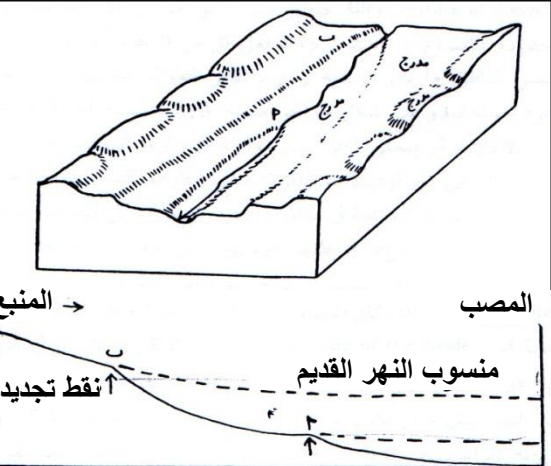 ب
مدرج
مدرج
مدرج
م
المصب
المنبع ←
ب
منسوب النهر القديم
نقط تجديد
م